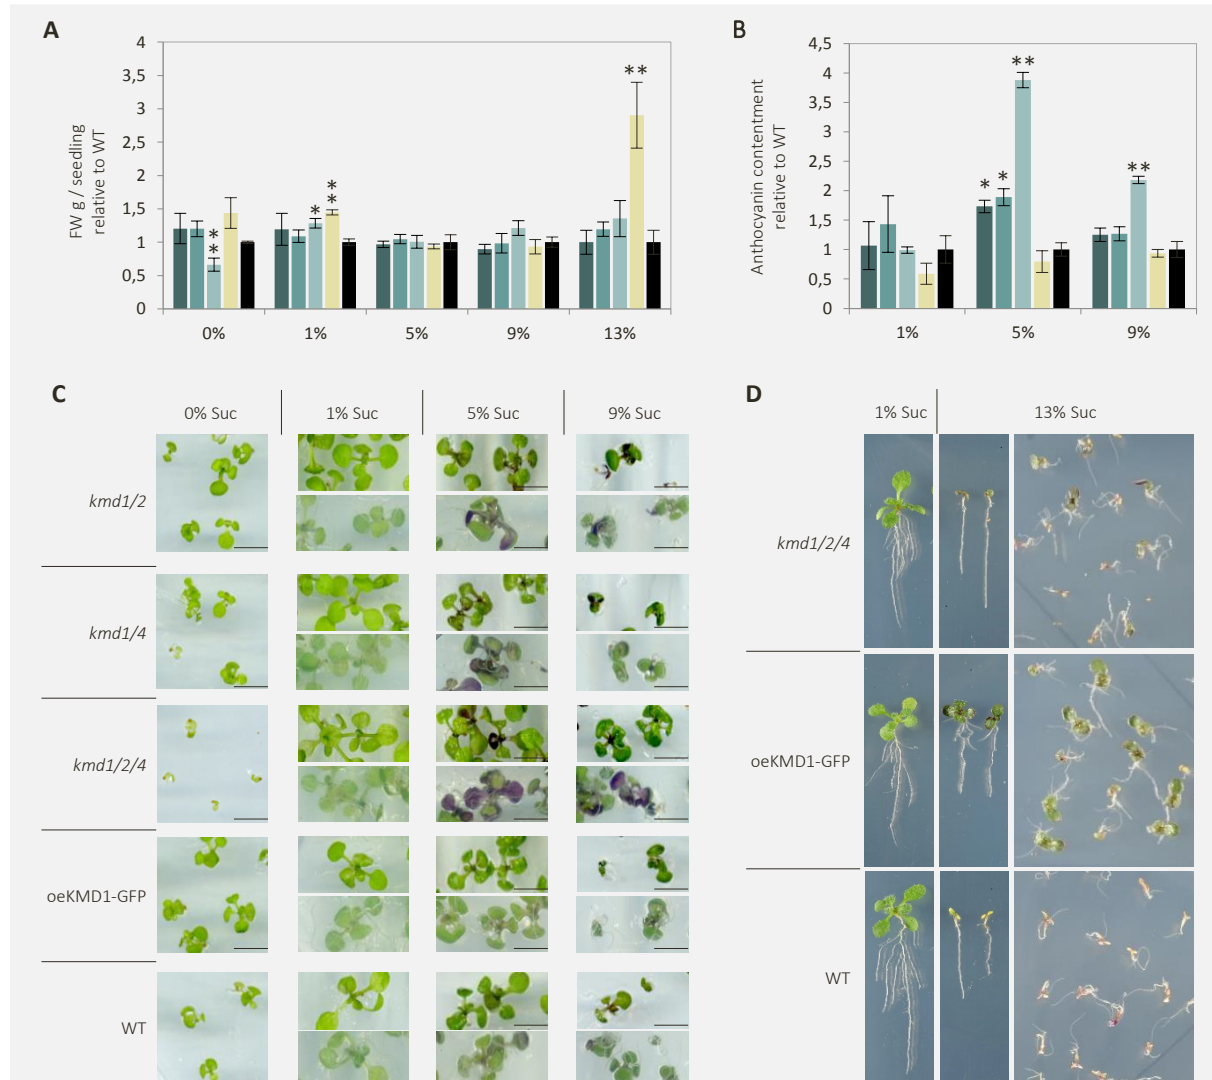 A
FW g / seedling
relative to WT
4
3,5
3
2,5
2
1,5
1
0,5
0
**
*
**
**
0%
1%
5%
9%
13%
B
Anthocyanin contentment
relative to WT
4,5
4
3,5
3
2,5
2
1,5
1
0,5
0
*
*
**
**
1%
5%
9%
C
0% Suc
1% Suc
5% Suc
9% Suc
kmd1/2
kmd1/4
kmd1/2/4
oeKMD1-GFP
WT
D
1% Suc
13% Suc
kmd1/2/4
oeKMD1-GFP
WT